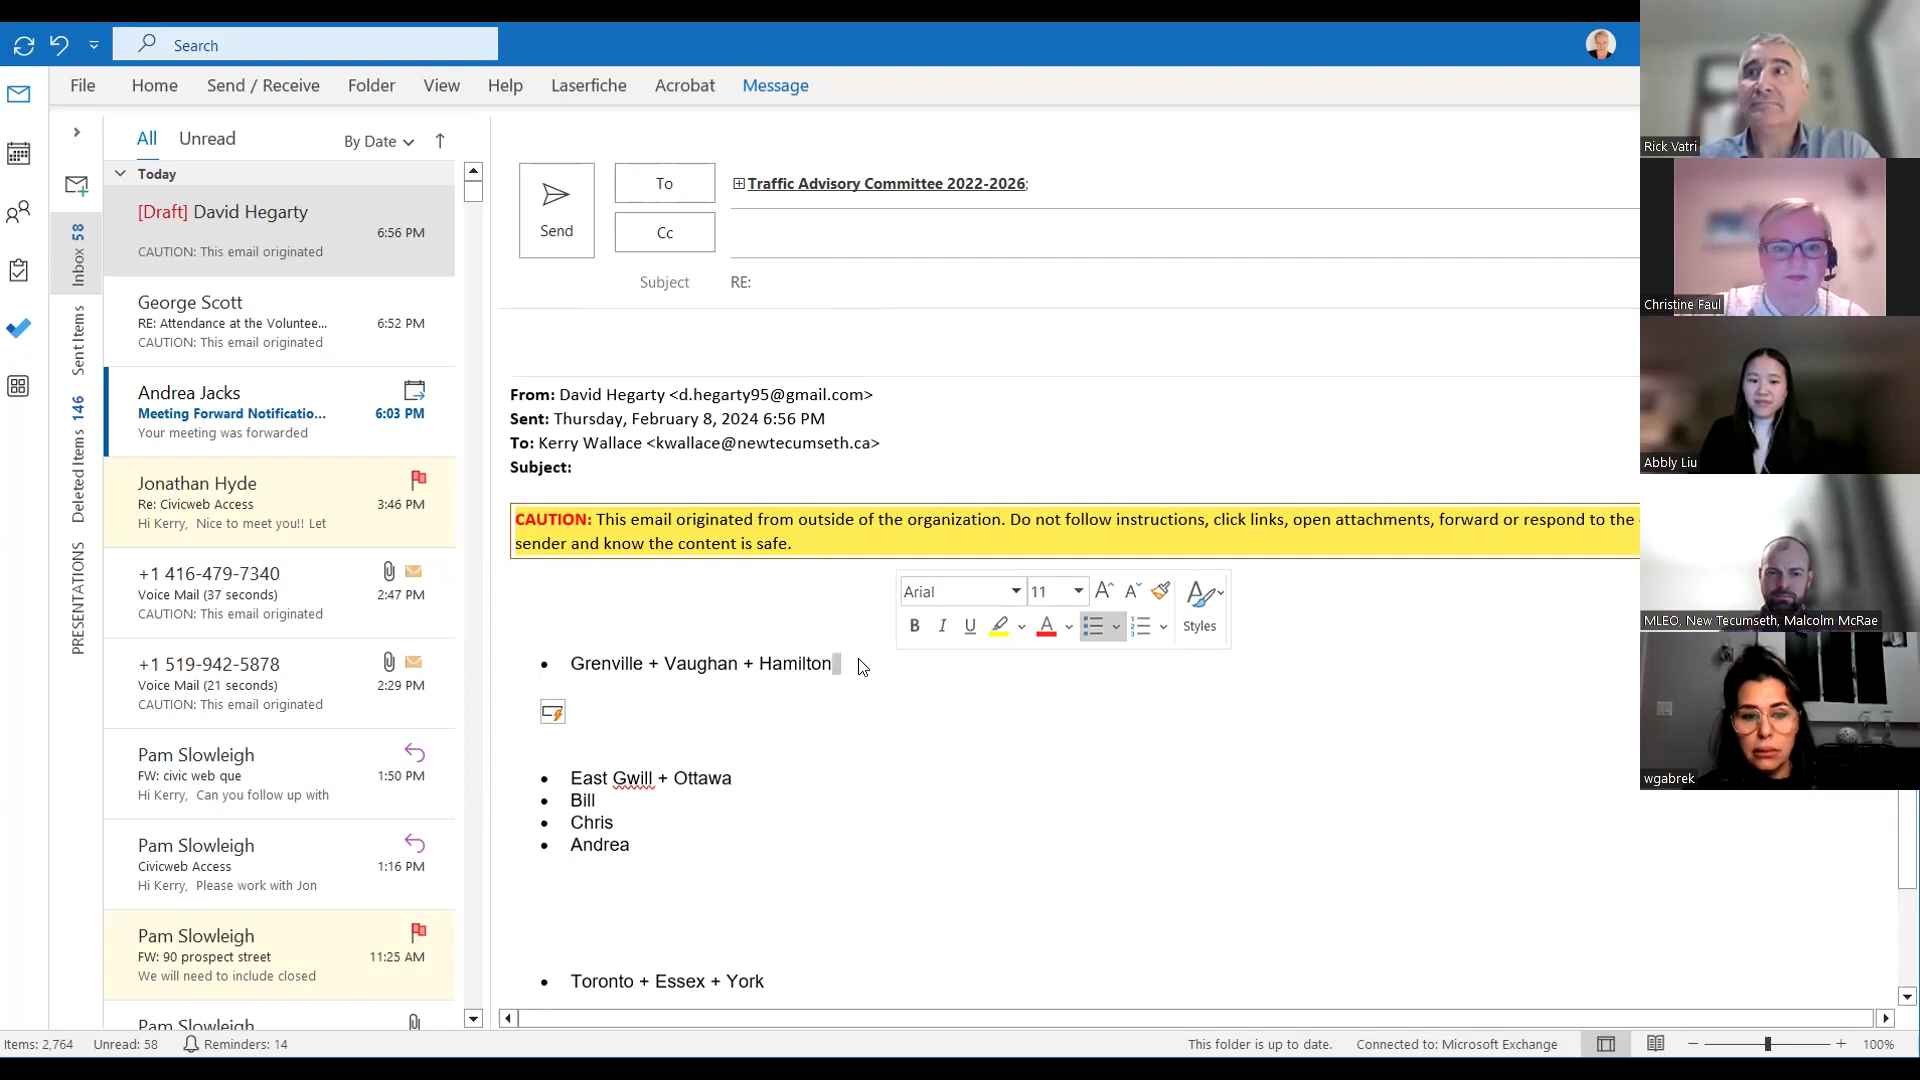 Search
File Home Send / Receive Folder View Help Laserfiche Acrobat Message
Inbox 58
Sent Items
Deleted Items 146
PRESENTATIONS
All Unread By Date
Today
[Draft] David Hegarty
6:56 PM
CAUTION: This email originated
George Scott
RE: Attendance at the Voluntee... 6:52 PM
CAUTION: This email originated
Andrea Jacks
Meeting Forward Notificatio... 6:03 PM
Your meeting was forwarded
Jonathan Hyde
Re: Civicweb Access 3:46 PM
Hi Kerry, Nice to meet you!! Let
+1 416-479-7340
Voice Mail (37 seconds) 2:47 PM
CAUTION: This email originated
+1 519-942-5878
Voice Mail (21 seconds) 2:29 PM
CAUTION: This email originated
Pam Slowleigh
FW: civic web que 1:50 PM
Hi Kerry, Can you follow up with
Pam Slowleigh
Civicweb Access 1:16 PM
Hi Kerry, Please work with Jon
Pam Slowleigh
FW: 90 prospect street 11:25 AM
We will need to include closed
Pam Slowleigh
Send
To Traffic Advisory Committee 2022-2026;
Cc
Subject RE:
From: David Hegarty <d.hegarty95@gmail.com>
Sent: Thursday, February 8, 2024 6:56 PM
To: Kerry Wallace <kwallace@newtecumseth.ca>
Subject:
CAUTION: This email originated from outside of the organization. Do not follow instructions, click links, open attachments, forward or respond to the
sender and know the content is safe.
Arial 11 A A
B I U A Styles
• Grenville + Vaughan + Hamilton
• East Gwill + Ottawa
• Bill
• Chris
• Andrea
• Toronto + Essex + York
Items: 2,764 Unread: 58 Reminders: 14 This folder is up to date. Connected to: Microsoft Exchange 100%
Rick Vatri
Christine Faul
Abbly Liu
MLEO, New Tecumseth, Malcolm McRae
wgabrek